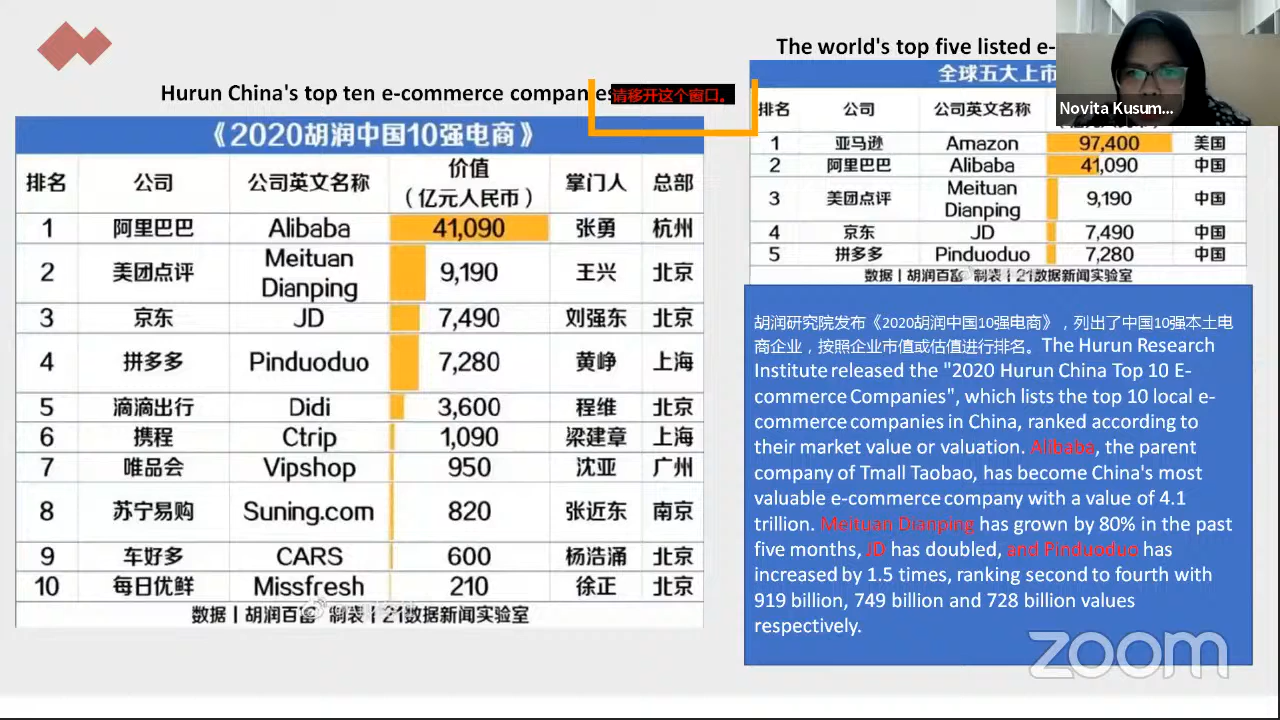 The world's top five listed e-
Hurun China's top ten e-commerce companies
请移开这个窗口。
Novita Kusum...
《2020胡润中国10强电商》
排名 公司 公司英文名称 价值（亿元人民币） 掌门人 总部
1 阿里巴巴 Alibaba 41,090 张勇 杭州
2 美团点评 Meituan Dianping 9,190 王兴 北京
3 京东 JD 7,490 刘强东 北京
4 拼多多 Pinduoduo 7,280 黄峥 上海
5 滴滴出行 Didi 3,600 程维 北京
6 携程 Ctrip 1,090 梁建章 上海
7 唯品会 Vipshop 950 沈亚 广州
8 苏宁易购 Suning.com 820 张近东 南京
9 车好多 CARS 600 杨浩涌 北京
10 每日优鲜 Missfresh 210 徐正 北京
数据丨胡润百富 制表丨21数据新闻实验室
全球五大上市
排名 公司 公司英文名称
1 亚马逊 Amazon 97,400 美国
2 阿里巴巴 Alibaba 41,090 中国
3 美团点评 Meituan Dianping 9,190 中国
4 京东 JD 7,490 中国
5 拼多多 Pinduoduo 7,280 中国
数据丨胡润百富 制表丨21数据新闻实验室
胡润研究院发布《2020胡润中国10强电商》，列出了中国10强本土电
商企业，按照企业市值或估值进行排名。The Hurun Research
Institute released the "2020 Hurun China Top 10 E-
commerce Companies", which lists the top 10 local e-
commerce companies in China, ranked according to
their market value or valuation. Alibaba, the parent
company of Tmall Taobao, has become China's most
valuable e-commerce company with a value of 4.1
trillion. Meituan Dianping has grown by 80% in the past
five months, JD has doubled, and Pinduoduo has
increased by 1.5 times, ranking second to fourth with
919 billion, 749 billion and 728 billion values
respectively.
zoom